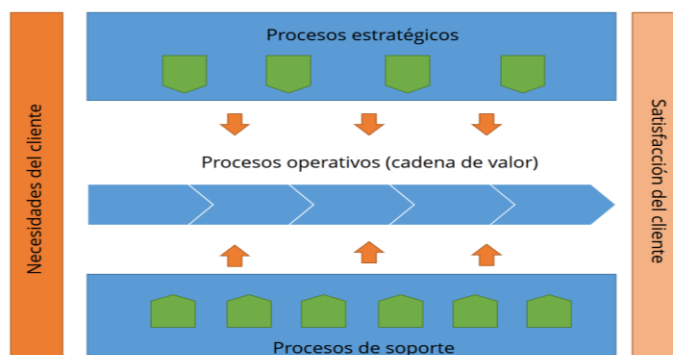 Necesidades del cliente
Procesos estratégicos
Procesos operativos (cadena de valor)
Procesos de soporte
Satisfacción del cliente